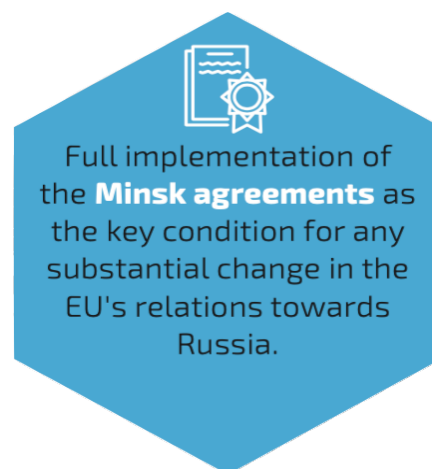 Full implementation of
the Minsk agreements as
the key condition for any
substantial change in the
EU's relations towards
Russia.